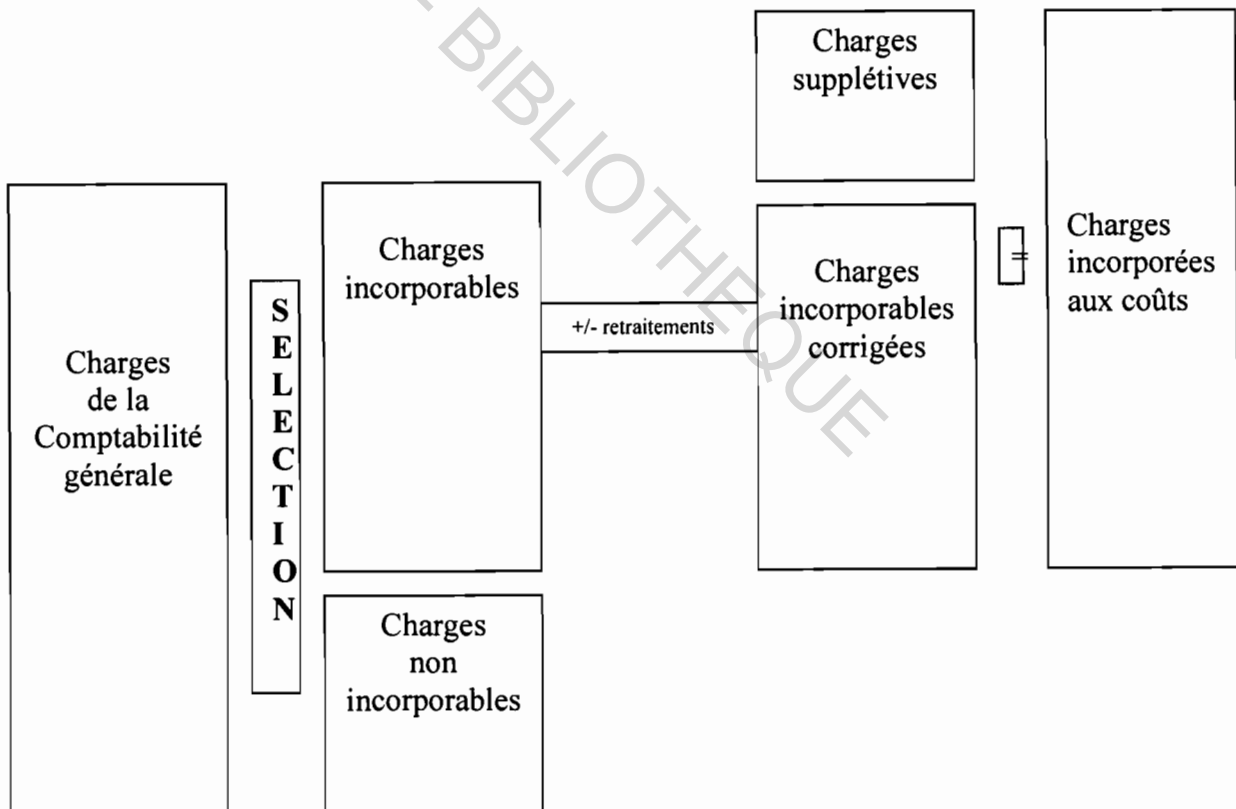 Charges
de la
Comptabilité
générale
SELECTION
Charges
incorporables
Charges
non
incorporables
+/- retraitements
Charges
supplétives
Charges
incorporables
corrigées
=
Charges
incorporées
aux coûts
BIBLIOTHEQUE